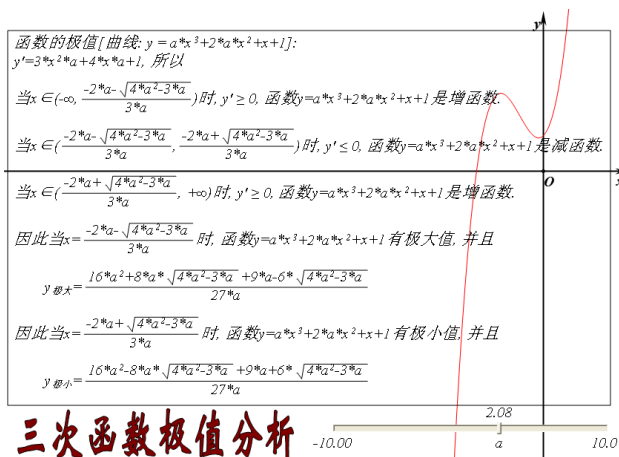 函数的极值[曲线: y = a*x³+2*a*x²+x+1]:
y'=3*x²*a+4*x*a+1, 所以
当x∈(-∞, (-2*a-√(4*a²-3*a))/(3*a))时, y' ≥ 0, 函数y=a*x³+2*a*x²+x+1 是增函数.
当x∈((-2*a-√(4*a²-3*a))/(3*a), (-2*a+√(4*a²-3*a))/(3*a))时, y' ≤ 0, 函数y=a*x³+2*a*x²+x+1 是减函数.
当x∈((-2*a+√(4*a²-3*a))/(3*a), +∞)时, y' ≥ 0, 函数y=a*x³+2*a*x²+x+1 是增函数.
因此当x=(-2*a-√(4*a²-3*a))/(3*a) 时, 函数y=a*x³+2*a*x²+x+1 有极大值, 并且
y极大=(16*a²+8*a*√(4*a²-3*a)+9*a-6*√(4*a²-3*a))/(27*a)
因此当x=(-2*a+√(4*a²-3*a))/(3*a) 时, 函数y=a*x³+2*a*x²+x+1 有极小值, 并且
y极小=(16*a²-8*a*√(4*a²-3*a)+9*a+6*√(4*a²-3*a))/(27*a)
三次函数极值分析
y
O
x
2.08
-10.00 a 10.0